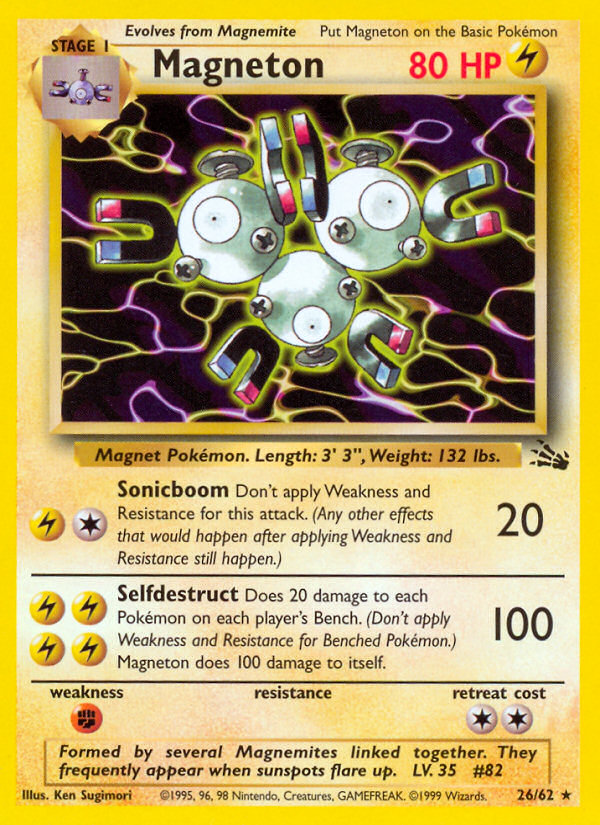 Evolves from Magnemite Put Magneton on the Basic Pokémon
STAGE 1
Magneton 80 HP
Magnet Pokémon. Length: 3' 3", Weight: 132 lbs.
Sonicboom Don't apply Weakness and
Resistance for this attack. (Any other effects
that would happen after applying Weakness and
Resistance still happen.)
20
Selfdestruct Does 20 damage to each
Pokémon on each player's Bench. (Don't apply
Weakness and Resistance for Benched Pokémon.)
Magneton does 100 damage to itself.
100
weakness resistance retreat cost
Formed by several Magnemites linked together. They
frequently appear when sunspots flare up. LV. 35 #82
Illus. Ken Sugimori ©1995, 96, 98 Nintendo, Creatures, GAMEFREAK. ©1999 Wizards. 26/62 ★